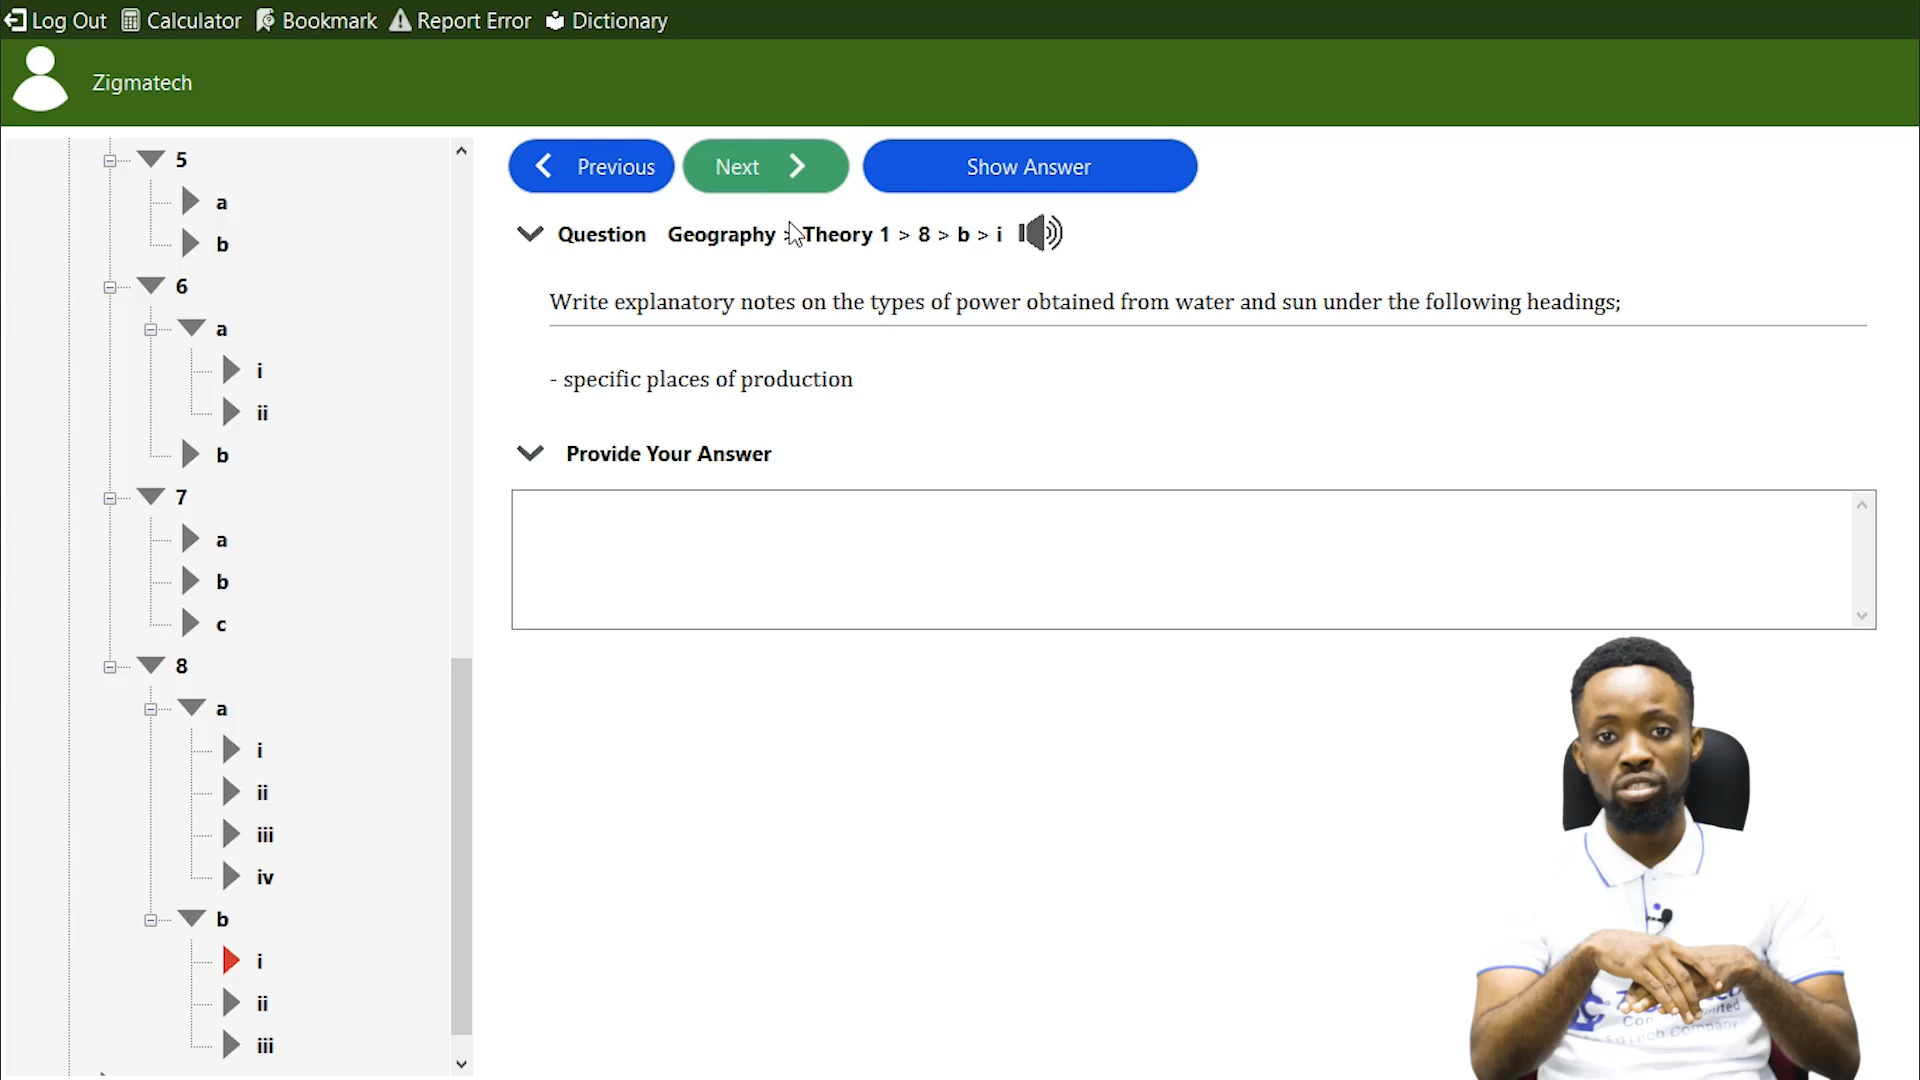 Log Out Calculator Bookmark Report Error Dictionary
Zigmatech
5
a
b
6
a
i
ii
b
7
a
b
c
8
a
i
ii
iii
iv
b
i
ii
iii
Previous Next Show Answer
Question Geography > Theory 1 > 8 > b > i
Write explanatory notes on the types of power obtained from water and sun under the following headings;
- specific places of production
Provide Your Answer